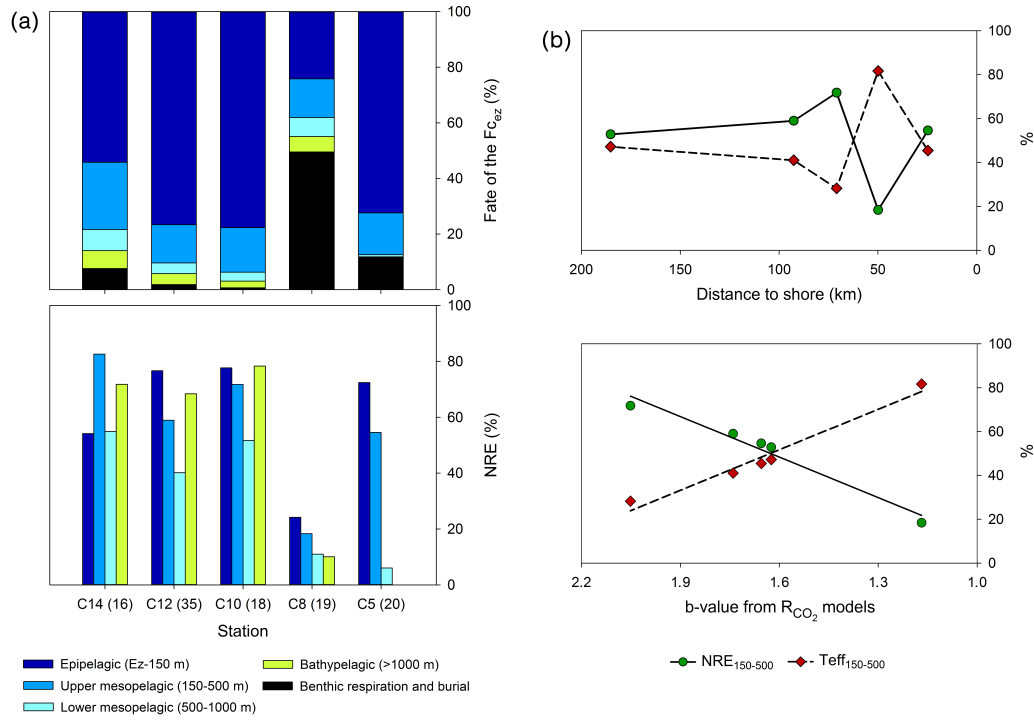 (a)
100
80
60
40
20
0
Fate of the Fc_ez (%)
100
80
60
40
20
0
NRE (%)
C14 (16) C12 (35) C10 (18) C8 (19) C5 (20)
Station
Epipelagic (Ez-150 m)
Upper mesopelagic (150-500 m)
Lower mesopelagic (500-1000 m)
Bathypelagic (>1000 m)
Benthic respiration and burial
(b)
100
80
60
40
20
0
%
200 150 100 50 0
Distance to shore (km)
100
80
60
40
20
0
%
2.2 1.9 1.6 1.3 1.0
b-value from R_CO2 models
NRE_150-500 Teff_150-500